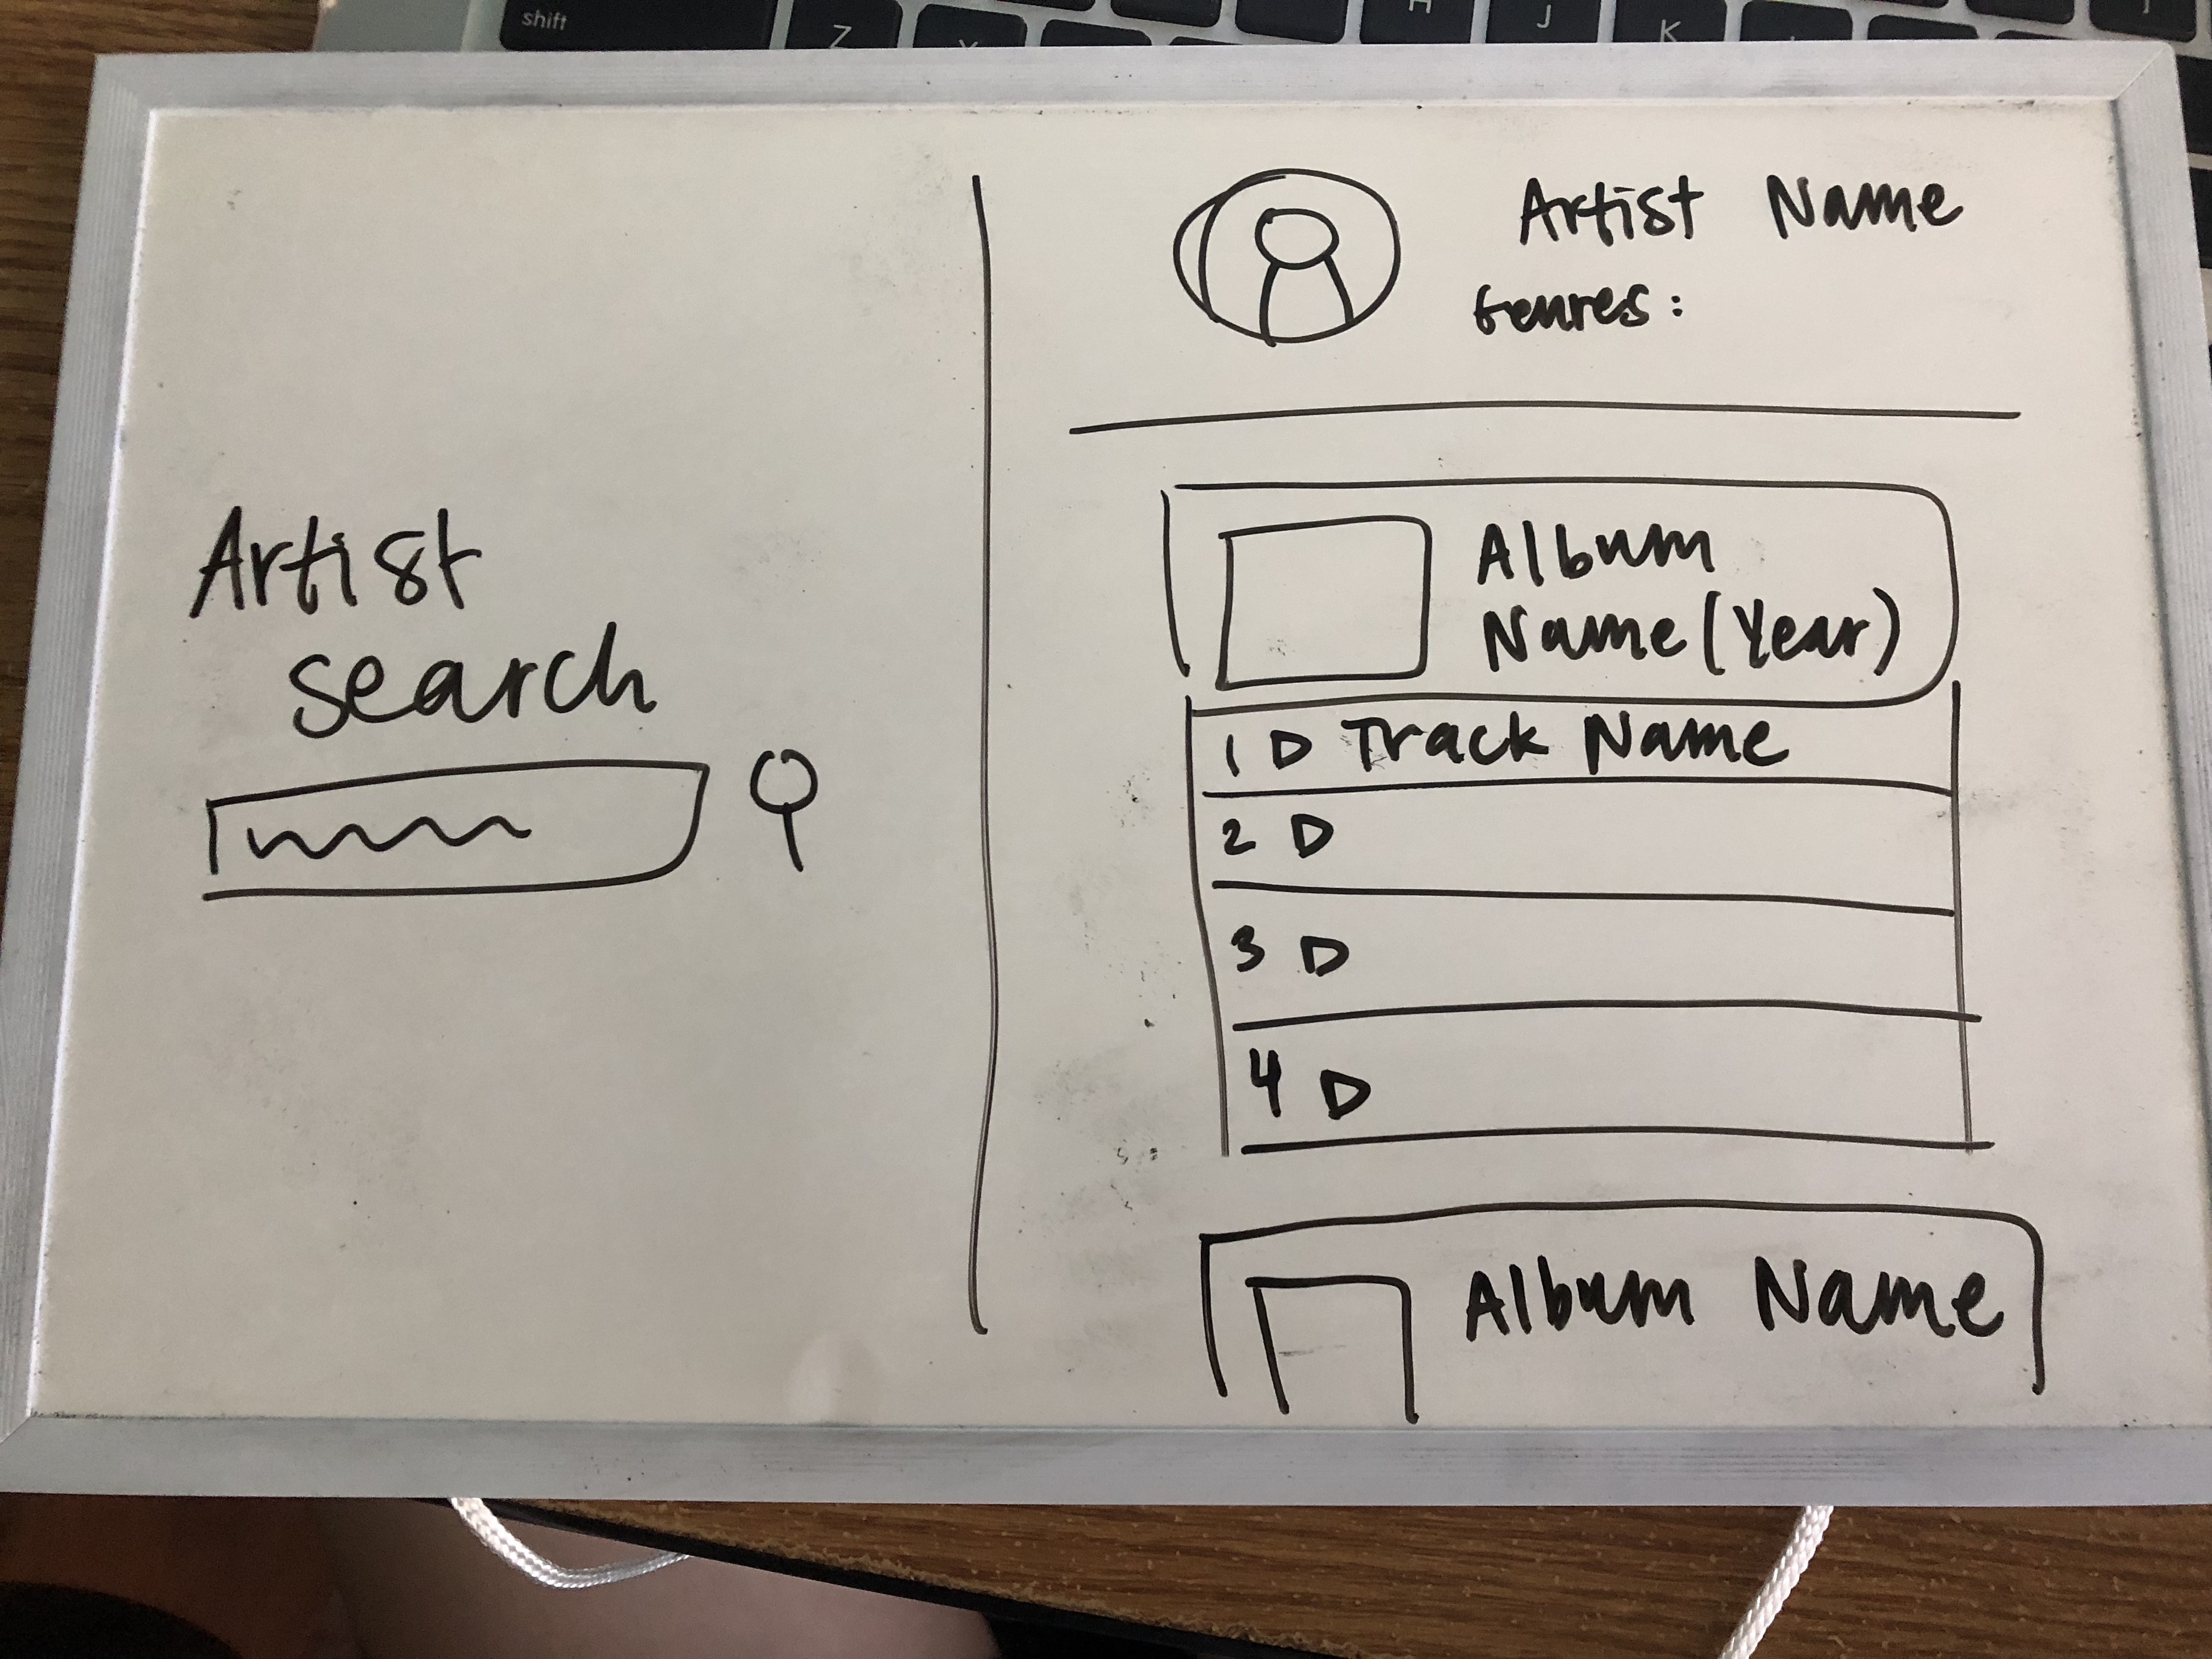 shift
Z
H
J
K
Artist
search
Artist Name
Genres:
Album
Name (Year)
1 Track Name
2
3
4
Album Name